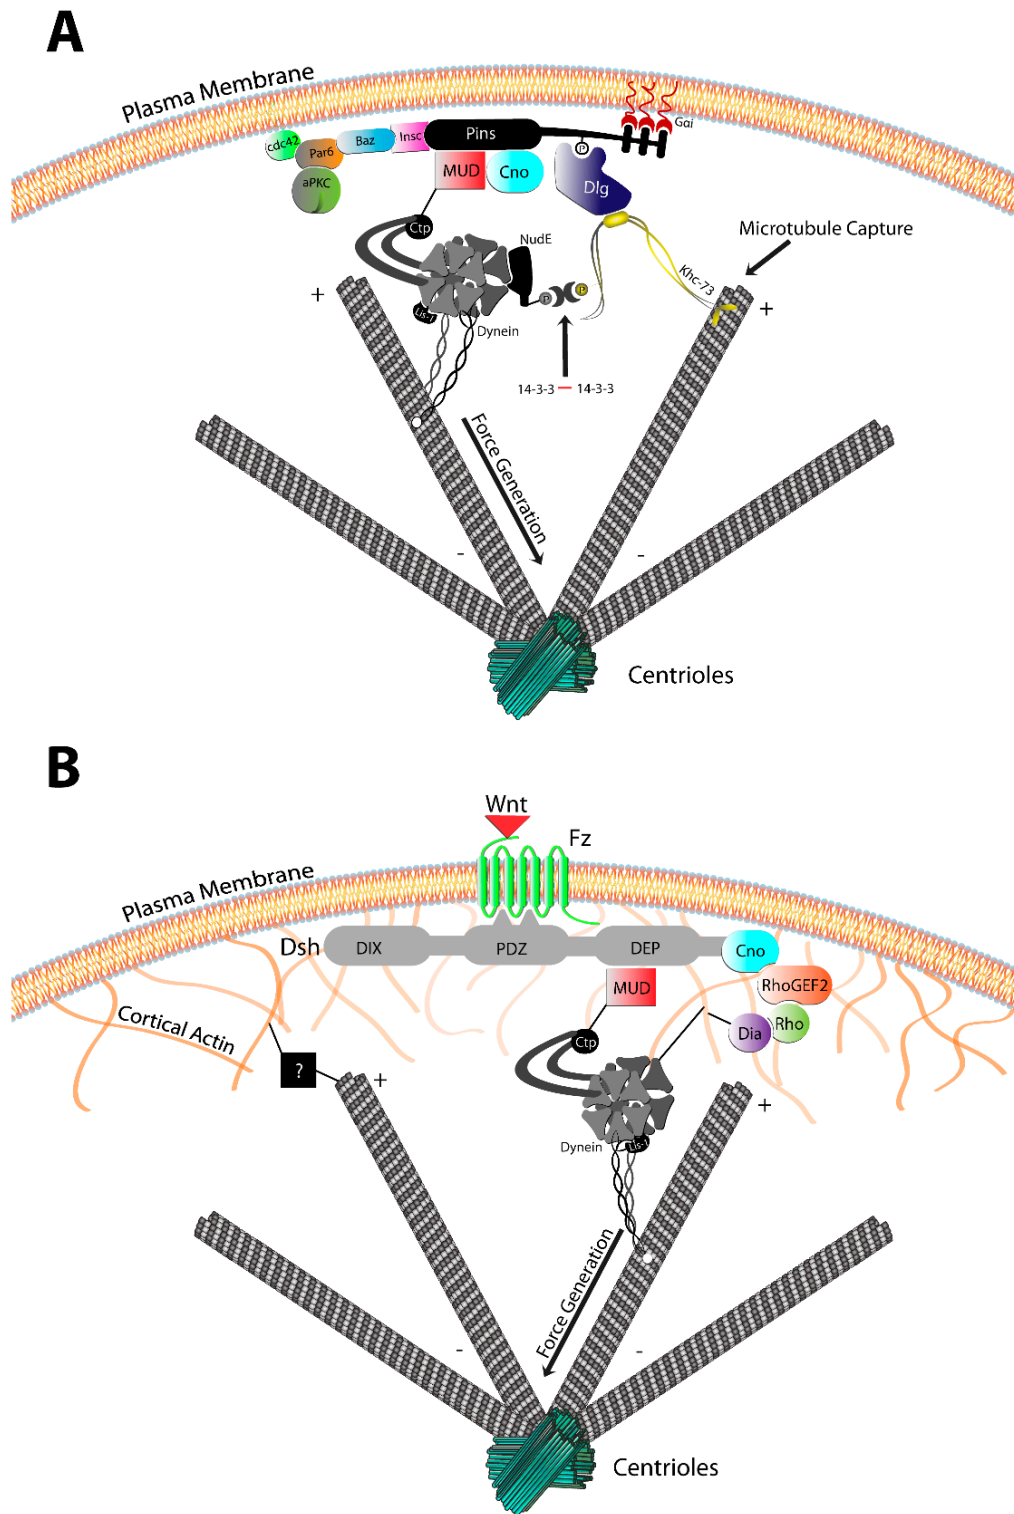 A
Plasma Membrane
Gαi
cdc42
Par6
Baz
Insc
Pins
P
aPKC
MUD
Cno
Dlg
Ctp
NudE
Microtubule Capture
Khc-73
+
P
P
+
Lis-1
Dynein
14-3-3 — 14-3-3
Force Generation
-
-
Centrioles
B
Wnt
Fz
Plasma Membrane
Dsh
DIX
PDZ
DEP
Cno
MUD
RhoGEF2
Cortical Actin
Rho
Dia
Ctp
?
+
+
Dynein
Lis-1
Force Generation
-
-
Centrioles